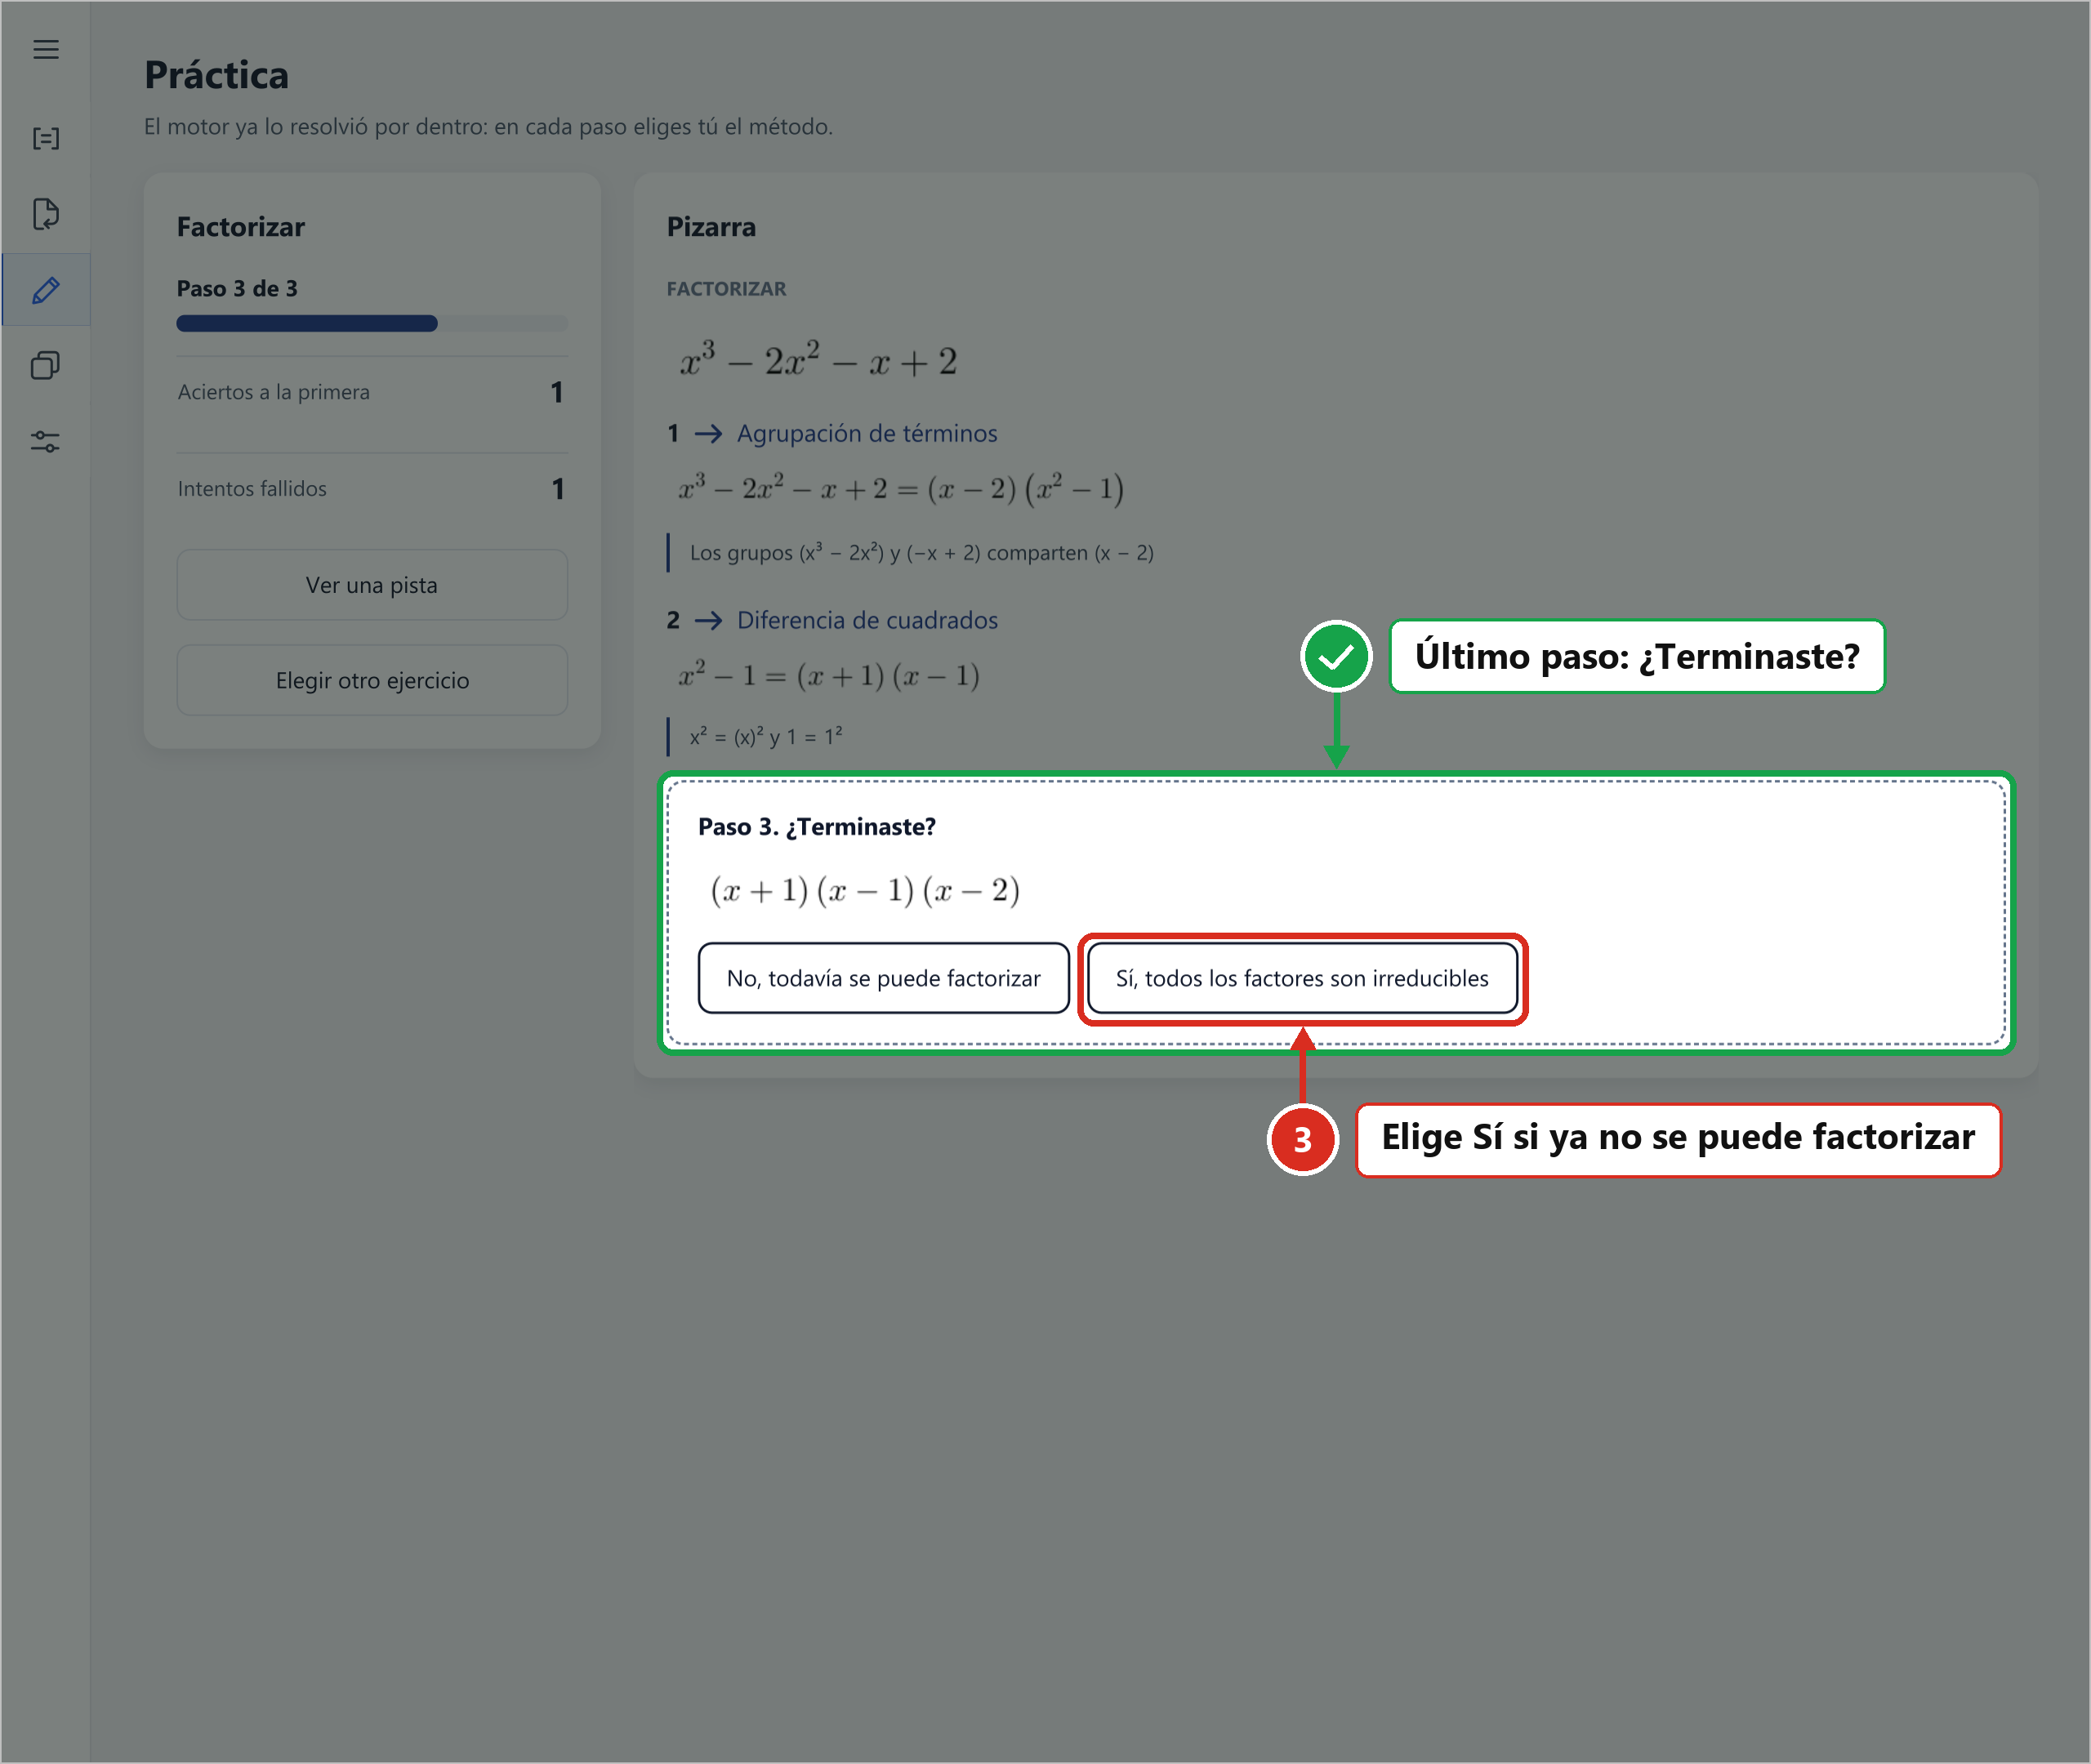 Práctica
El motor ya lo resolvió por dentro: en cada paso eliges tú el método.
Factorizar
Paso 3 de 3
Aciertos a la primera 1
Intentos fallidos 1
Ver una pista
Elegir otro ejercicio
Pizarra
FACTORIZAR
x³ − 2x² − x + 2
1 → Agrupación de términos
x³ − 2x² − x + 2 = (x − 2) (x² − 1)
Los grupos (x³ − 2x²) y (−x + 2) comparten (x − 2)
2 → Diferencia de cuadrados
x² − 1 = (x + 1) (x − 1)
x² = (x)² y 1 = 1²
Último paso: ¿Terminaste?
Paso 3. ¿Terminaste?
(x + 1) (x − 1) (x − 2)
No, todavía se puede factorizar
Sí, todos los factores son irreducibles
3 Elige Sí si ya no se puede factorizar